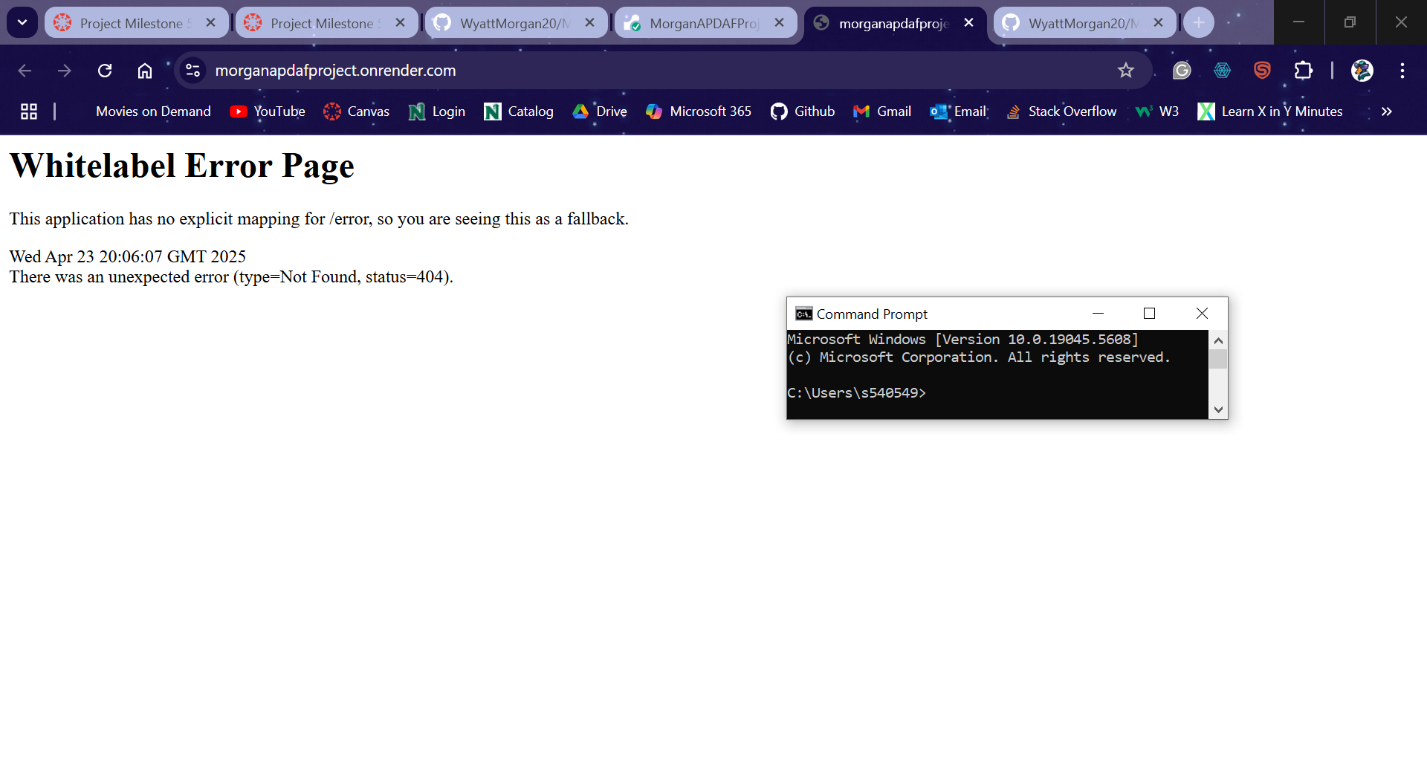 Project Milestone S
Project Milestone S
WyattMorgan20/M
MorganAPDAFProj
morganapdafproje
WyattMorgan20/M
morganapdafproject.onrender.com
Movies on Demand YouTube Canvas Login Catalog Drive Microsoft 365 Github Gmail Email Stack Overflow W3 Learn X in Y Minutes »
Whitelabel Error Page
This application has no explicit mapping for /error, so you are seeing this as a fallback.
Wed Apr 23 20:06:07 GMT 2025
There was an unexpected error (type=Not Found, status=404).
Command Prompt
Microsoft Windows [Version 10.0.19045.5608]
(c) Microsoft Corporation. All rights reserved.
C:\Users\s540549>